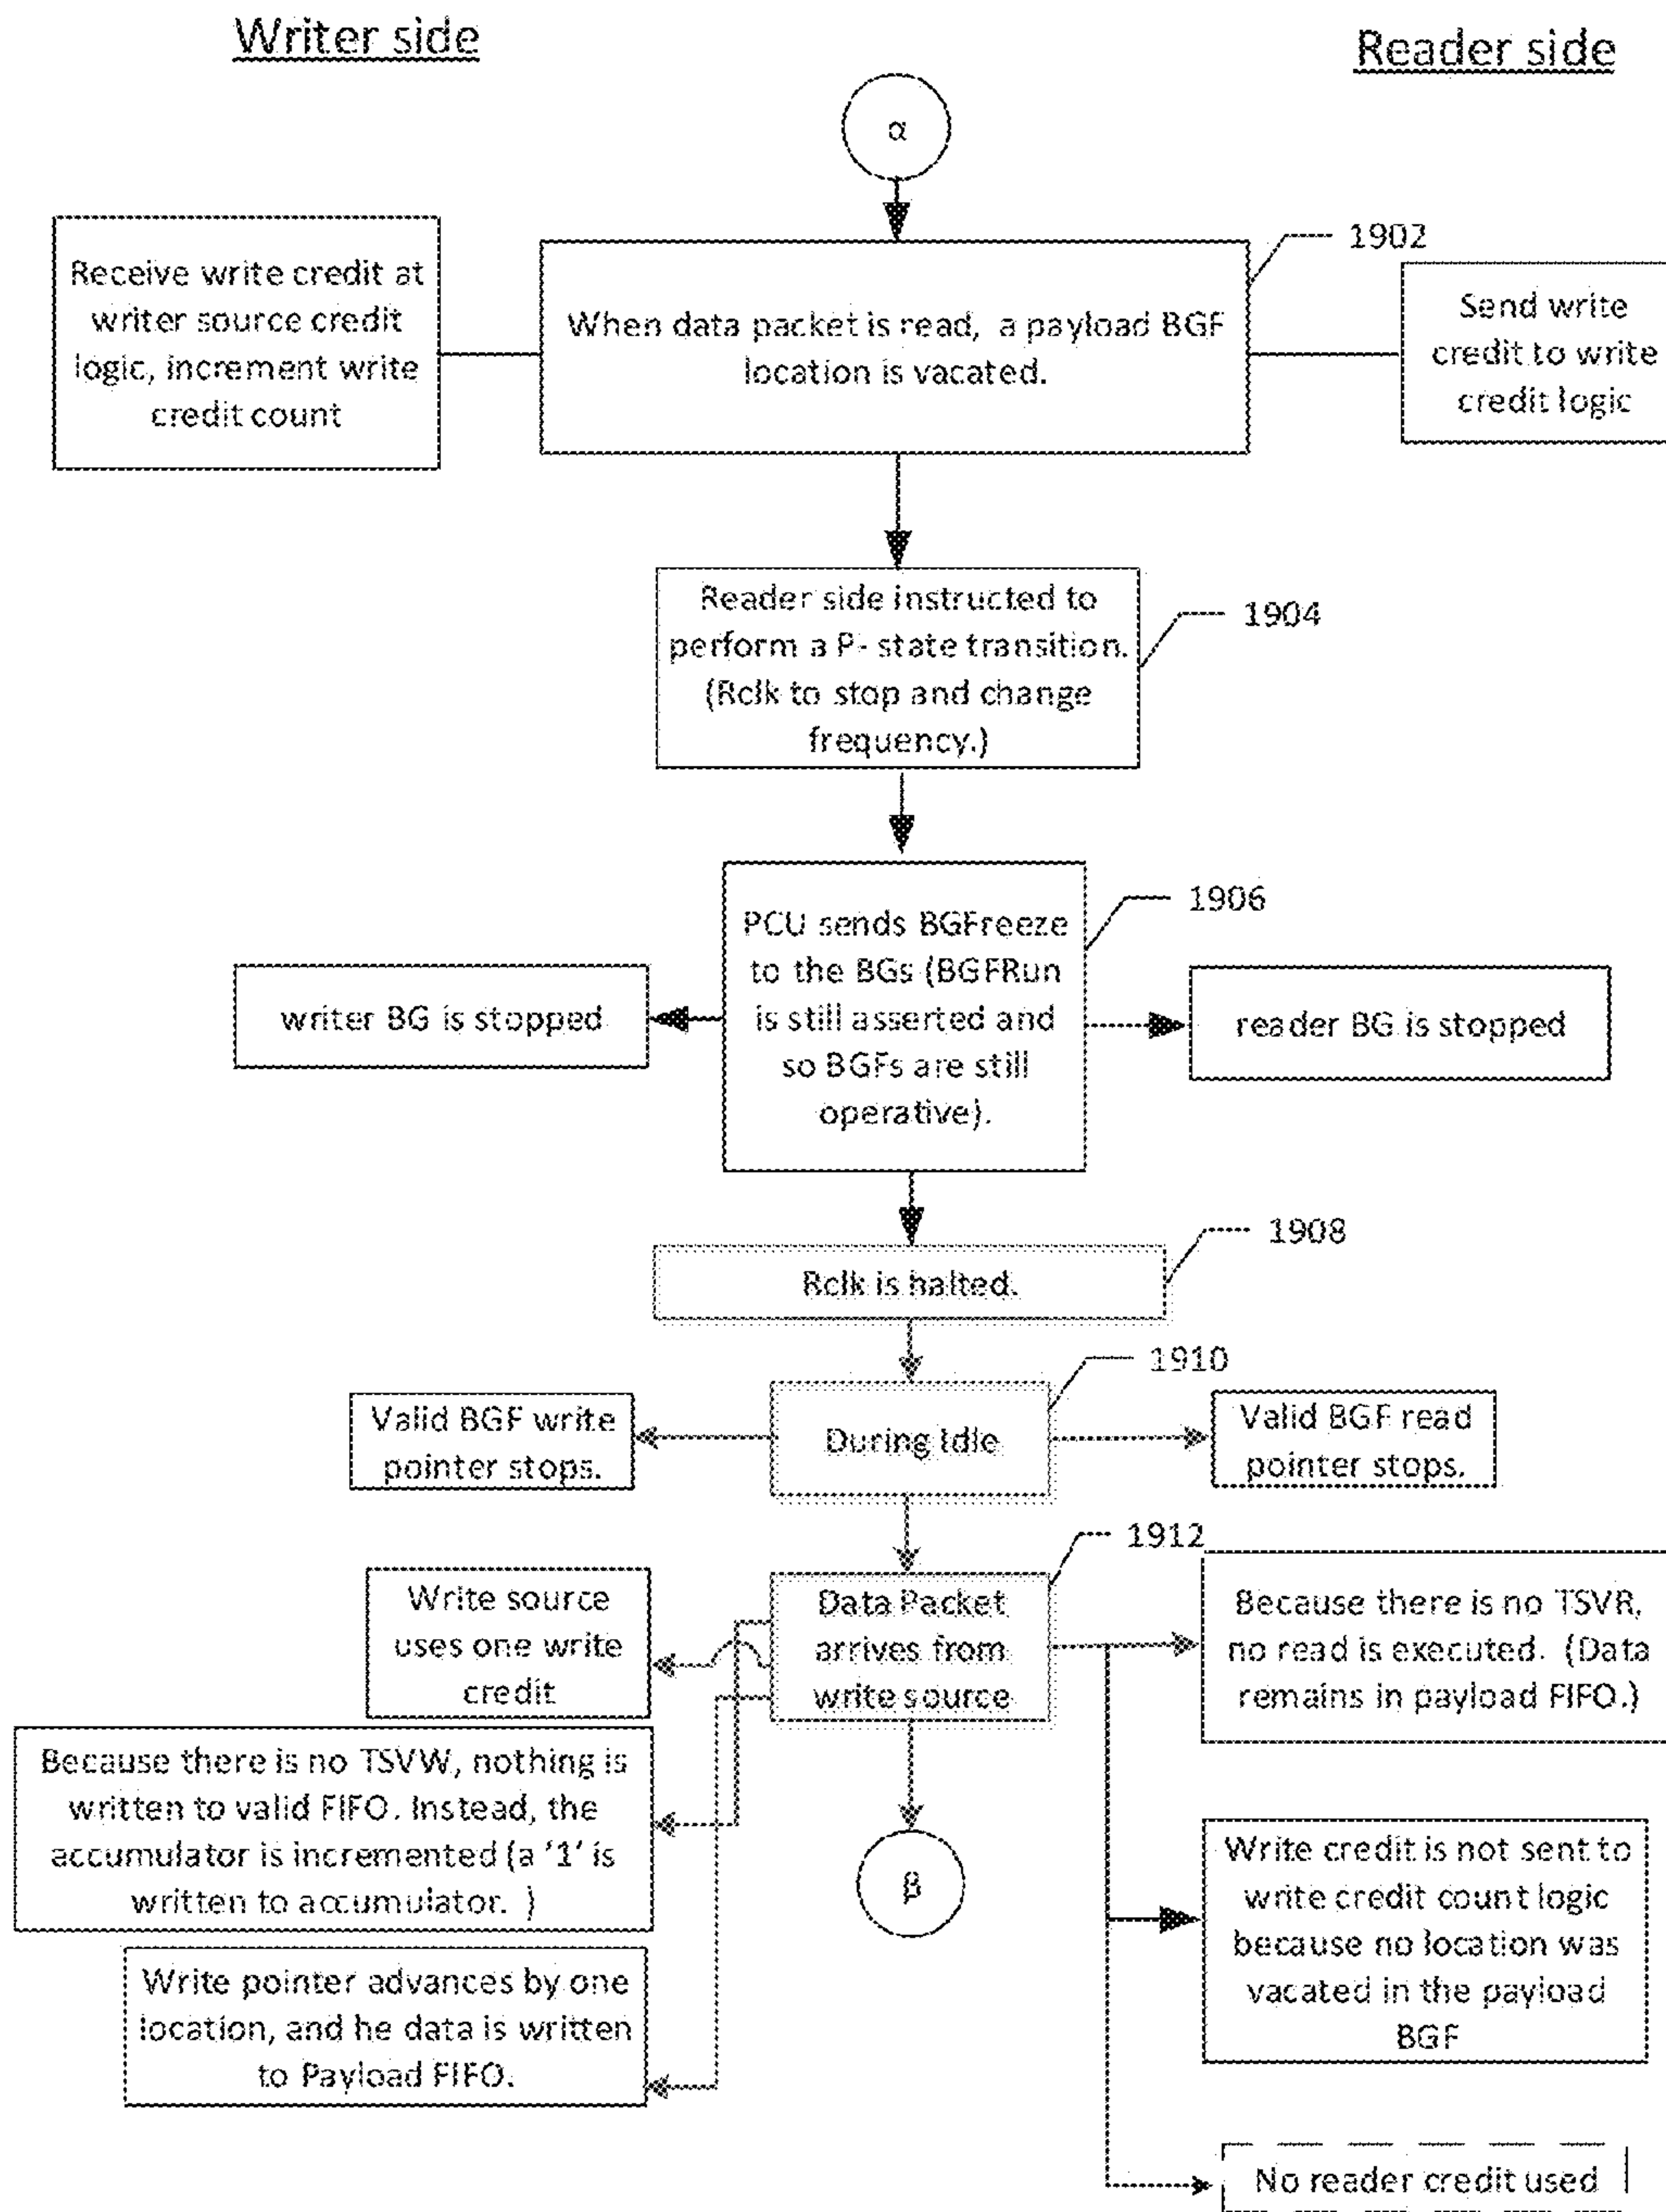 Writer side
Reader side
α
1902
Receive write credit at
writer source credit
logic, increment write
credit count
When data packet is read, a payload BGF
location is vacated.
Send write
credit to write
credit logic
Reader side instructed to
perform a P- state transition.
(Rclk to stop and change
frequency.)
1904
PCU sends BGFreeze
to the BGs (BGFRun
is still asserted and
so BGFs are still
operative).
1906
writer BG is stopped
reader BG is stopped
1908
Rclk is halted.
1910
Valid BGF write
pointer stops.
During Idle
Valid BGF read
pointer stops.
1912
Write source
uses one write
credit
Data Packet
arrives from
write source
Because there is no TSVR,
no read is executed. (Data
remains in payload FIFO.)
Because there is no TSVW, nothing is
written to valid FIFO. Instead, the
accumulator is incremented (a '1' is
written to accumulator. )
β
Write credit is not sent to
write credit count logic
because no location was
vacated in the payload
BGF
Write pointer advances by one
location, and he data is written
to Payload FIFO.
No reader credit used